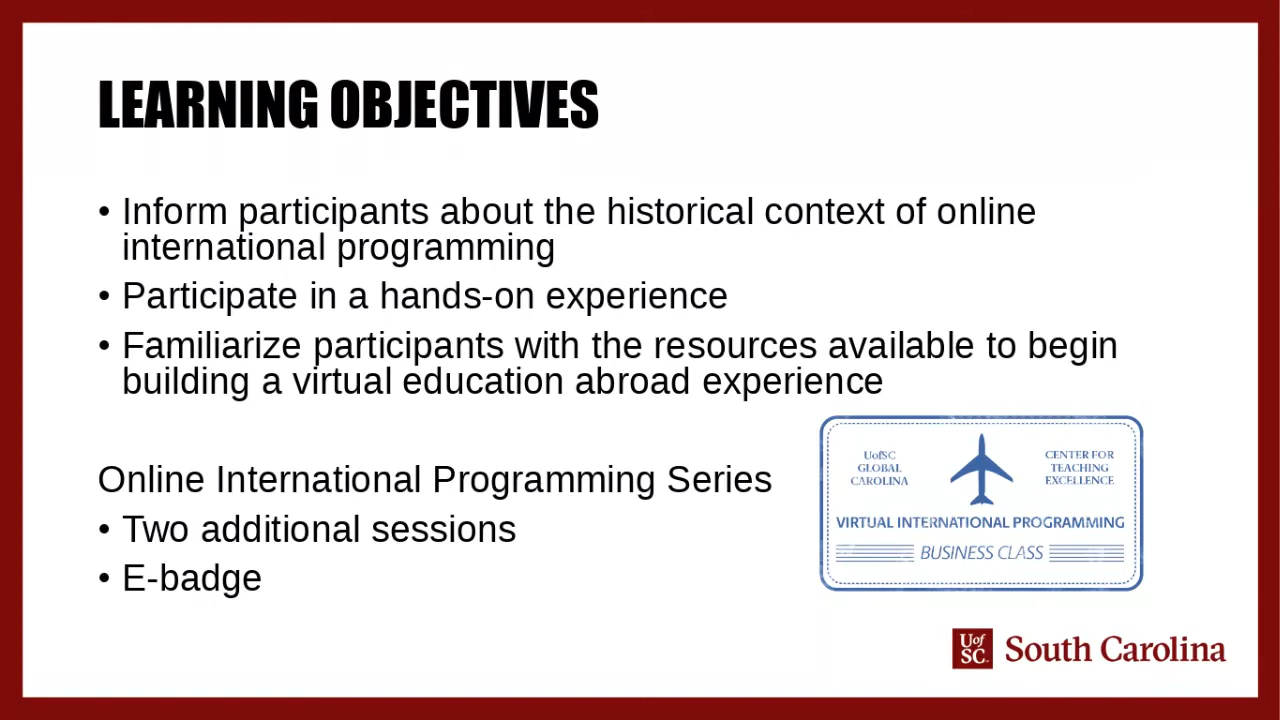 LEARNING OBJECTIVES
• Inform participants about the historical context of online
international programming
• Participate in a hands-on experience
• Familiarize participants with the resources available to begin
building a virtual education abroad experience
Online International Programming Series
• Two additional sessions
• E-badge
UofSC
GLOBAL
CAROLINA
CENTER FOR
TEACHING
EXCELLENCE
VIRTUAL INTERNATIONAL PROGRAMMING
BUSINESS CLASS
Uof
SC.
South Carolina